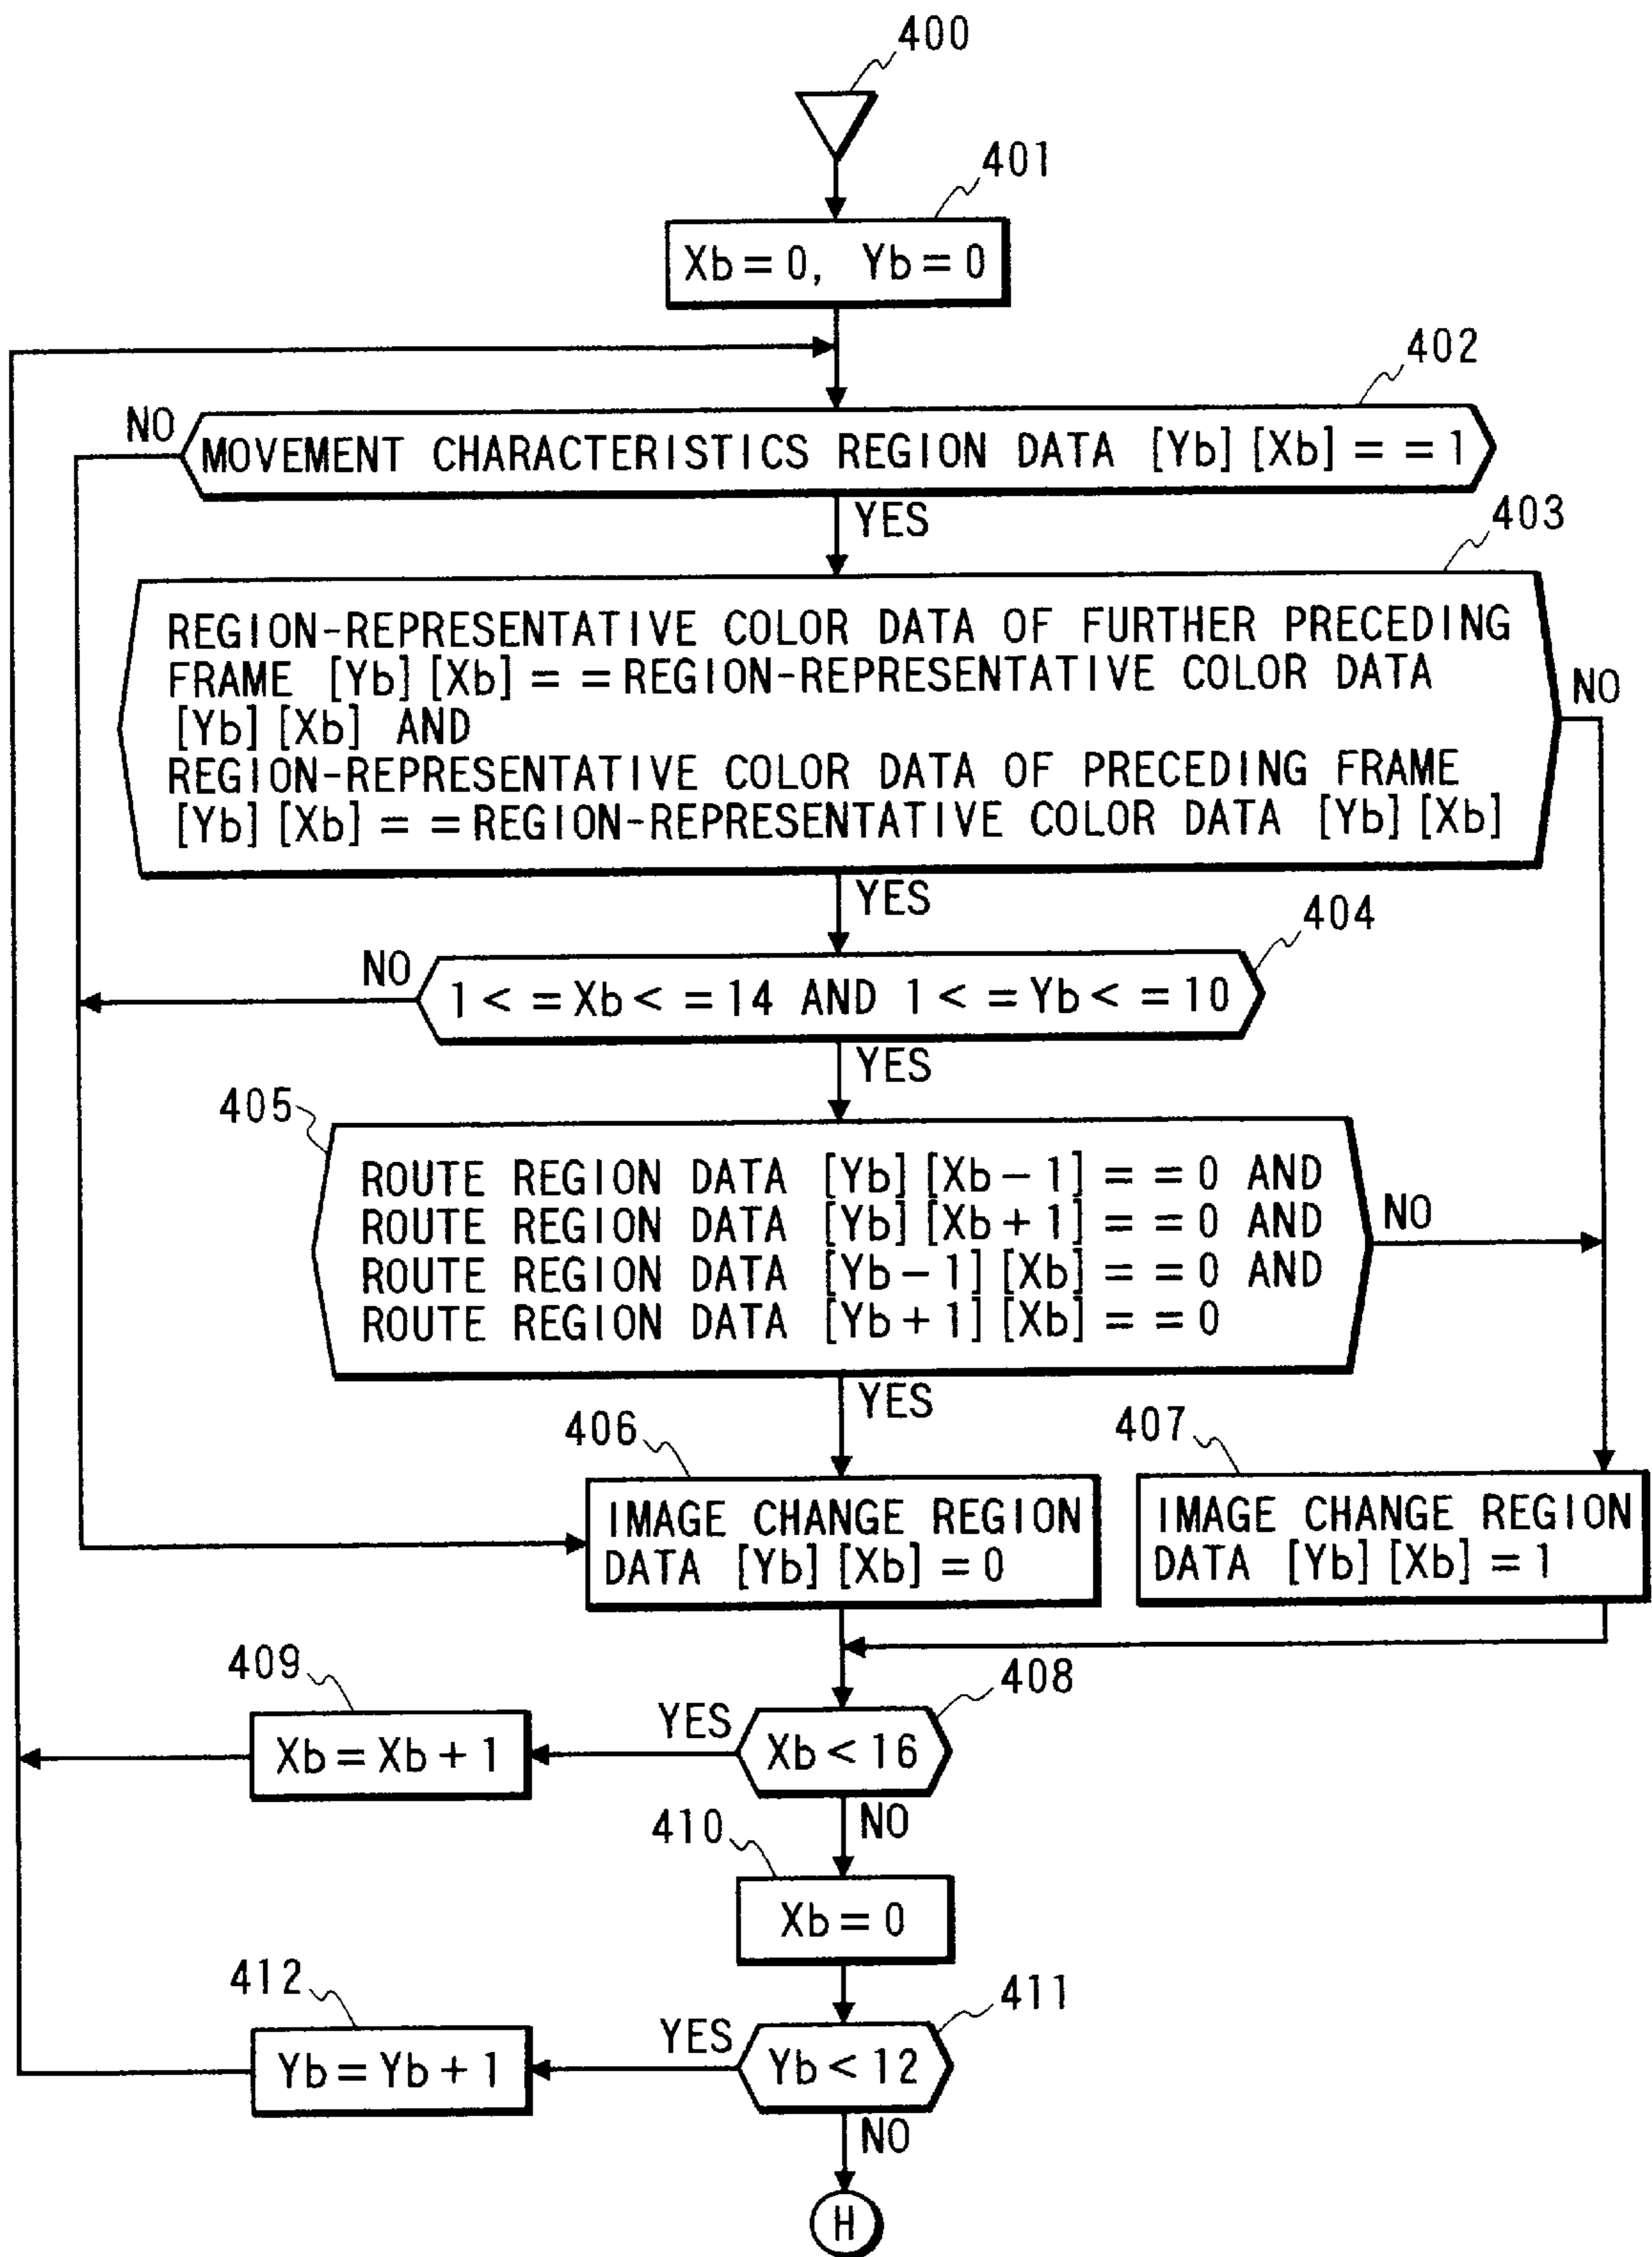 400
401
Xb = 0, Yb = 0
402
NO
MOVEMENT CHARACTERISTICS REGION DATA [Yb] [Xb] = = 1
YES
403
REGION-REPRESENTATIVE COLOR DATA OF FURTHER PRECEDING
FRAME [Yb] [Xb] = = REGION-REPRESENTATIVE COLOR DATA
[Yb] [Xb] AND
REGION-REPRESENTATIVE COLOR DATA OF PRECEDING FRAME
[Yb] [Xb] = = REGION-REPRESENTATIVE COLOR DATA [Yb] [Xb]
NO
YES
404
NO
1 < = Xb < = 14 AND 1 < = Yb < = 10
YES
405
ROUTE REGION DATA [Yb] [Xb - 1] = = 0 AND
ROUTE REGION DATA [Yb] [Xb + 1] = = 0 AND
ROUTE REGION DATA [Yb - 1] [Xb] = = 0 AND
ROUTE REGION DATA [Yb + 1] [Xb] = = 0
NO
YES
406
IMAGE CHANGE REGION
DATA [Yb] [Xb] = 0
407
IMAGE CHANGE REGION
DATA [Yb] [Xb] = 1
409
Xb = Xb + 1
408
YES
Xb < 16
NO
410
Xb = 0
412
Yb = Yb + 1
411
YES
Yb < 12
NO
H